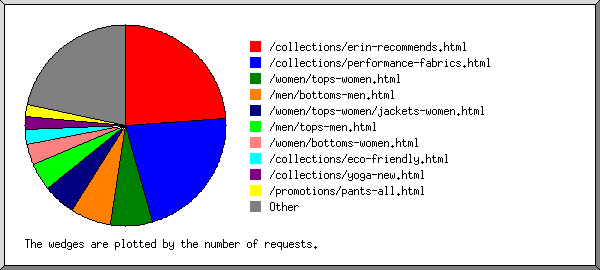 /collections/erin-recommends.html
/collections/performance-fabrics.html
/women/tops-women.html
/men/bottoms-men.html
/women/tops-women/jackets-women.html
/men/tops-men.html
/women/bottoms-women.html
/collections/eco-friendly.html
/collections/yoga-new.html
/promotions/pants-all.html
Other
The wedges are plotted by the number of requests.